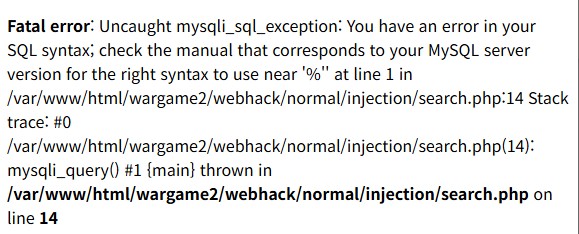 Fatal error: Uncaught mysqli_sql_exception: You have an error in your
SQL syntax; check the manual that corresponds to your MySQL server
version for the right syntax to use near '%'' at line 1 in
/var/www/html/wargame2/webhack/normal/injection/search.php:14 Stack
trace: #0
/var/www/html/wargame2/webhack/normal/injection/search.php(14):
mysqli_query() #1 {main} thrown in
/var/www/html/wargame2/webhack/normal/injection/search.php on
line 14